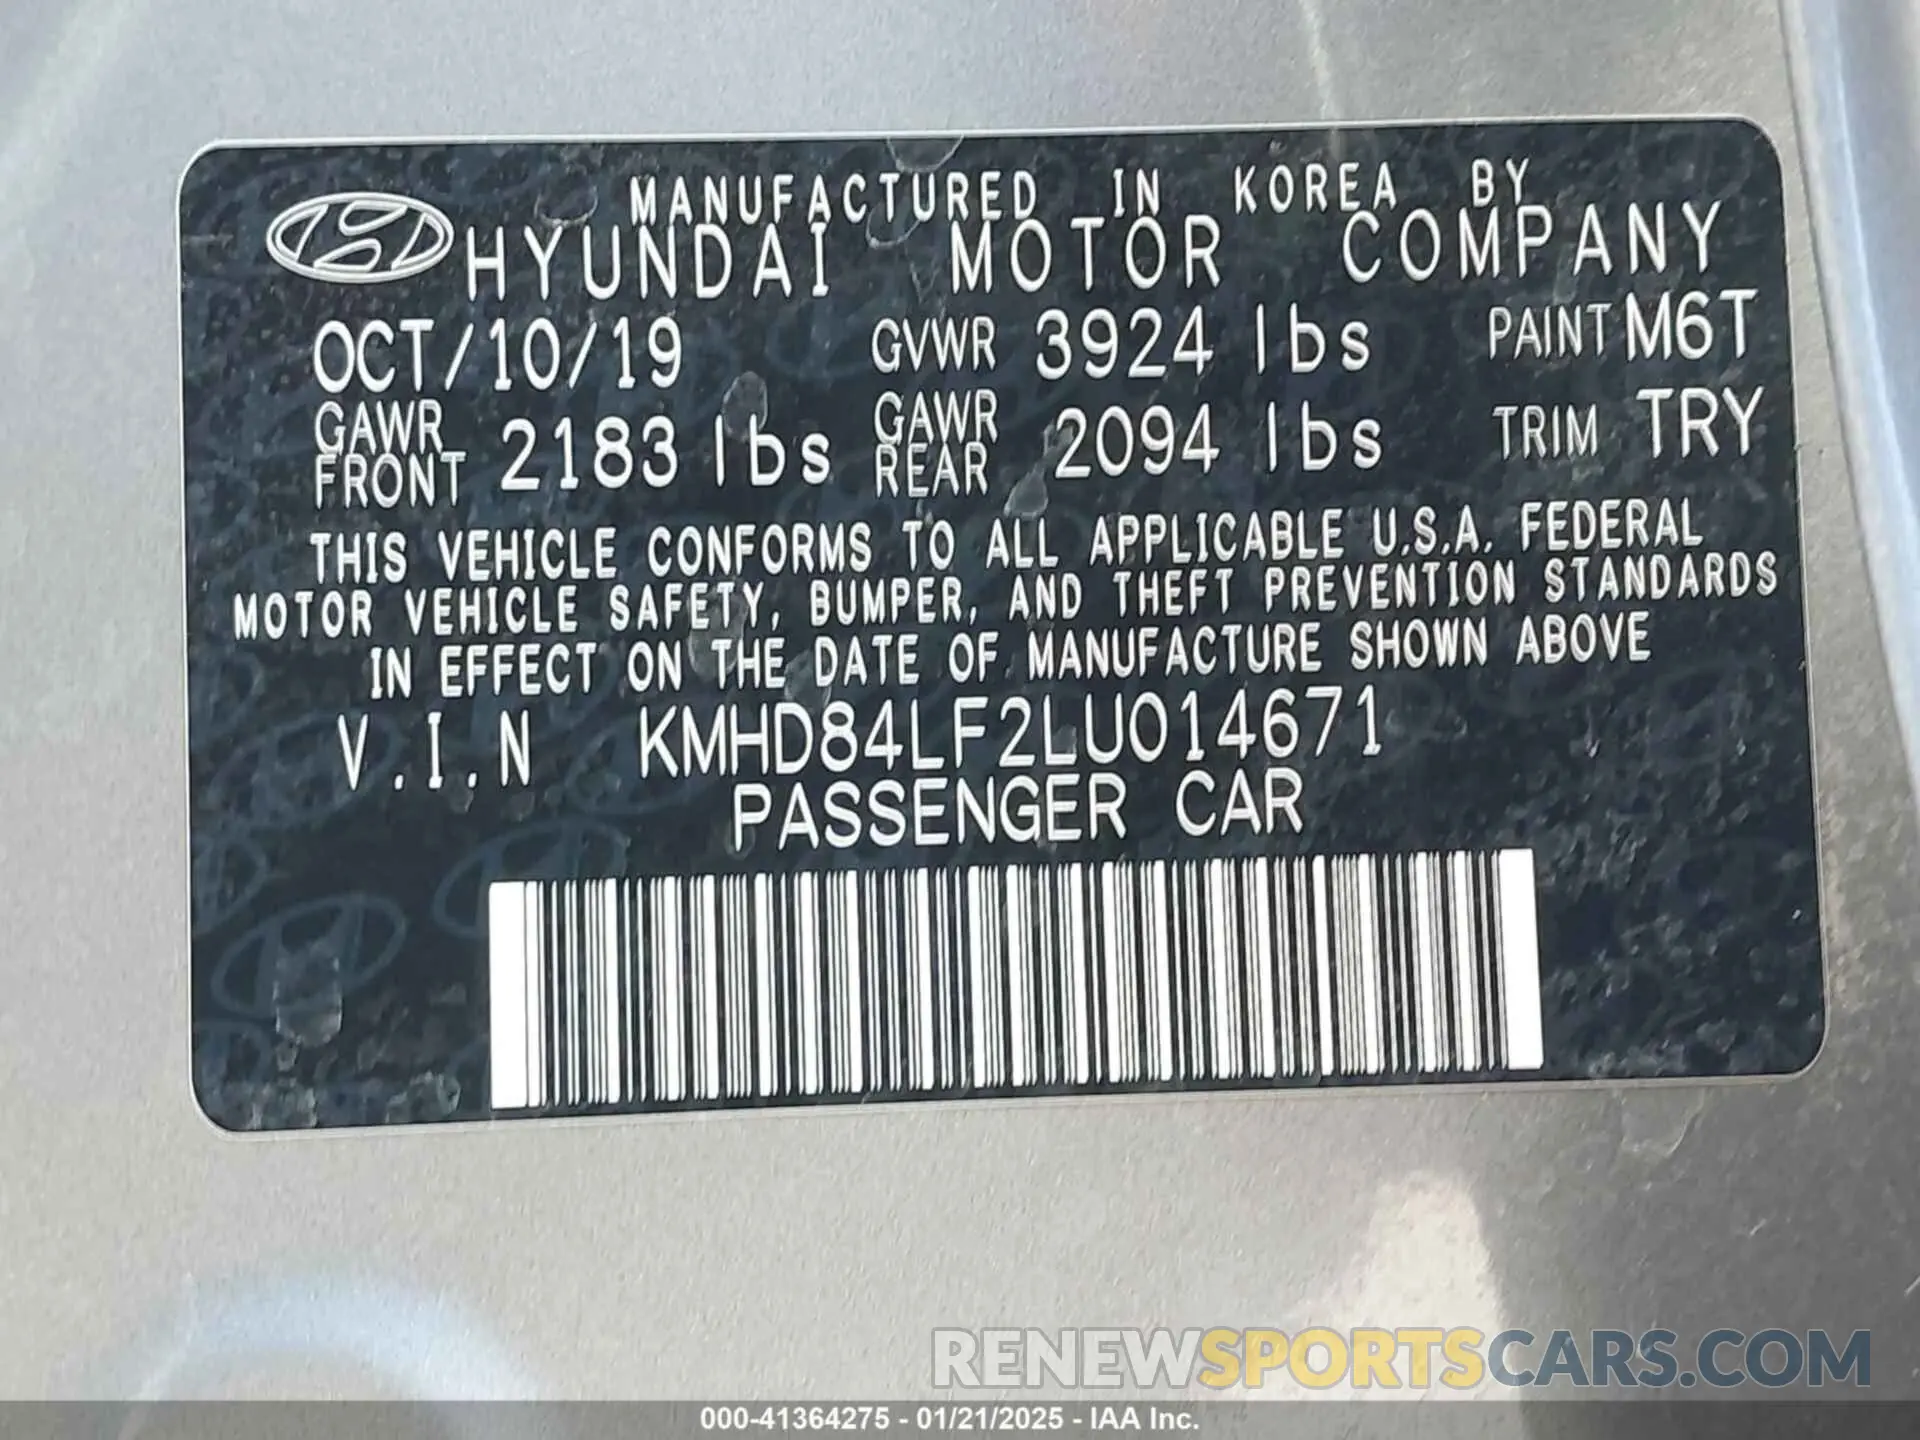 MANUFACTURED IN KOREA BY
HYUNDAI MOTOR COMPANY
OCT/10/19 GVWR 3924 lbs PAINT M6T
GAWR FRONT 2183 lbs GAWR REAR 2094 lbs TRIM TRY
THIS VEHICLE CONFORMS TO ALL APPLICABLE U.S.A. FEDERAL
MOTOR VEHICLE SAFETY, BUMPER, AND THEFT PREVENTION STANDARDS
IN EFFECT ON THE DATE OF MANUFACTURE SHOWN ABOVE
V.I.N KMHD84LF2LU014671
PASSENGER CAR
RENEWSPORTSCARS.COM
000-41364275 - 01/21/2025 - IAA Inc.